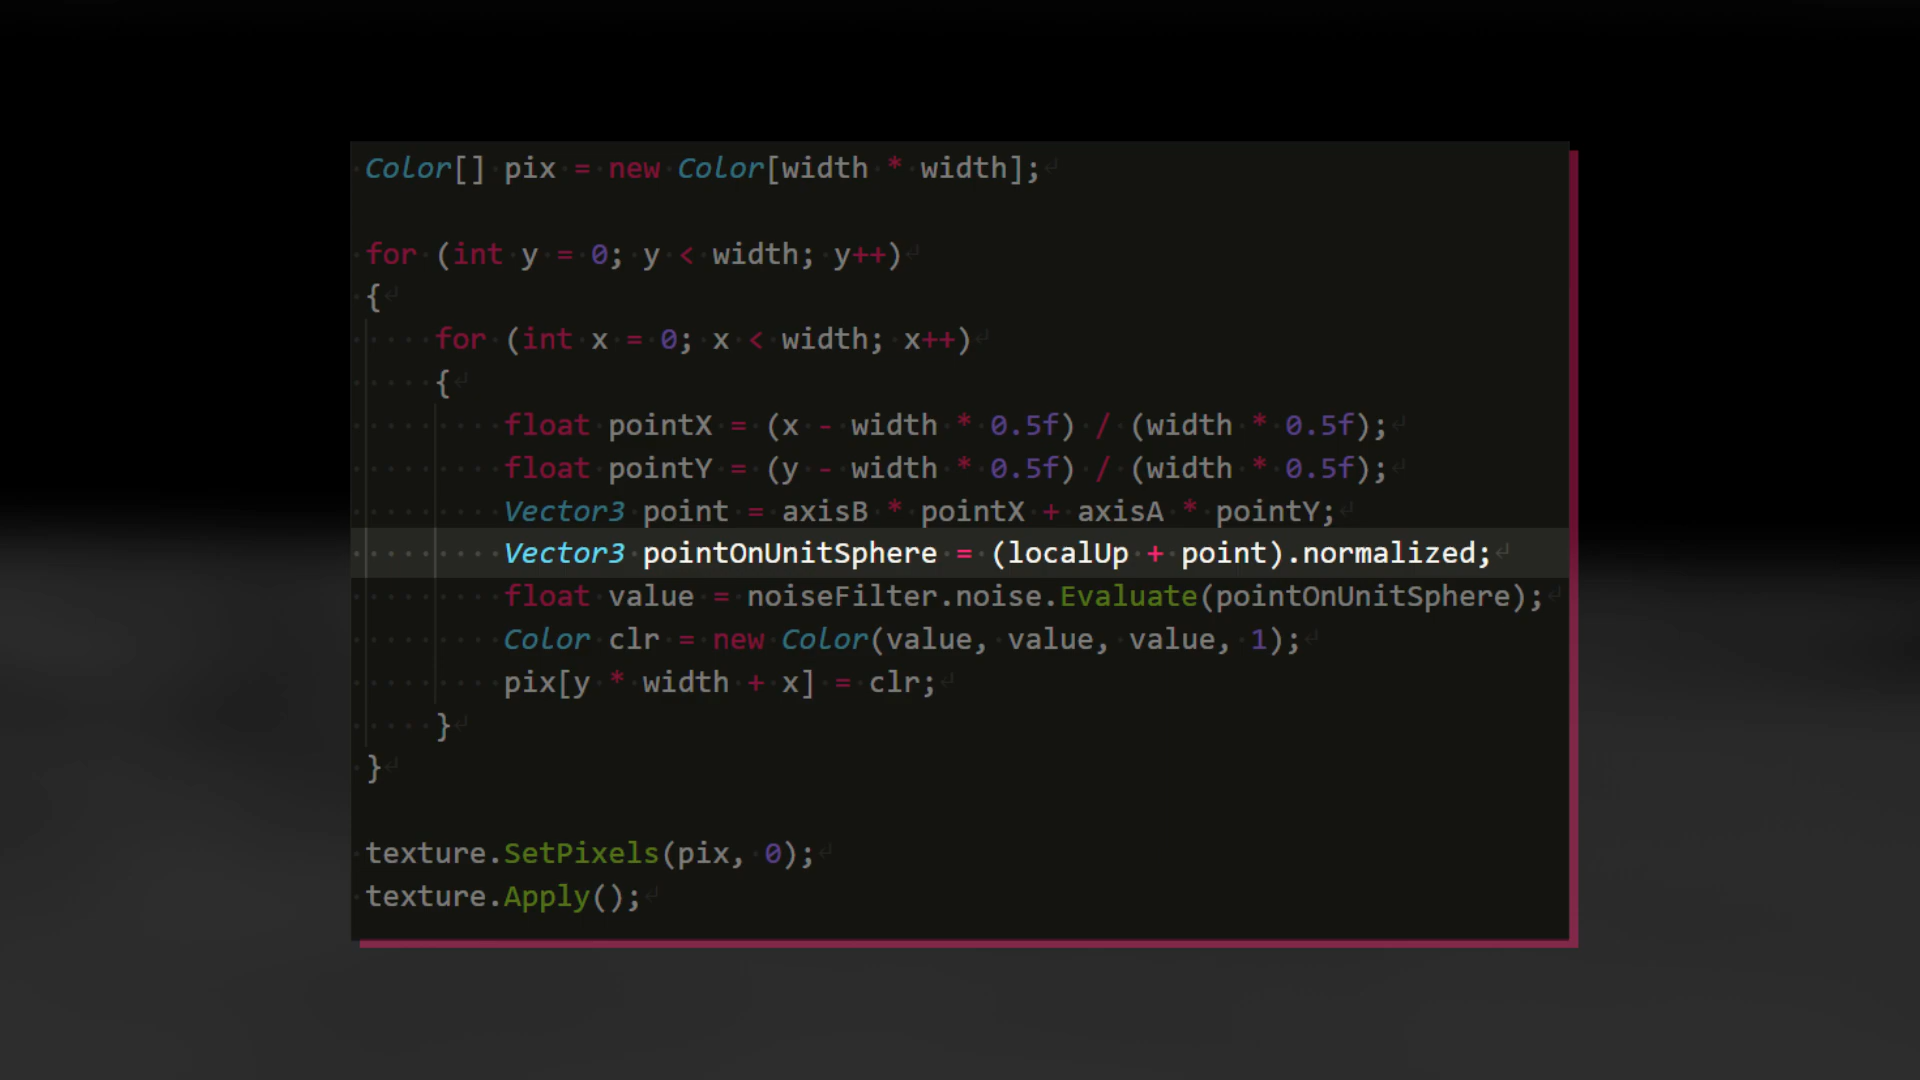 Color[] pix = new Color[width * width];
for (int y = 0; y < width; y++)
{
for (int x = 0; x < width; x++)
{
float pointX = (x - width * 0.5f) / (width * 0.5f);
float pointY = (y - width * 0.5f) / (width * 0.5f);
Vector3 point = axisB * pointX + axisA * pointY;
Vector3 pointOnUnitSphere = (localUp + point).normalized;
float value = noiseFilter.noise.Evaluate(pointOnUnitSphere);
Color clr = new Color(value, value, value, 1);
pix[y * width + x] = clr;
}
}
texture.SetPixels(pix, 0);
texture.Apply();